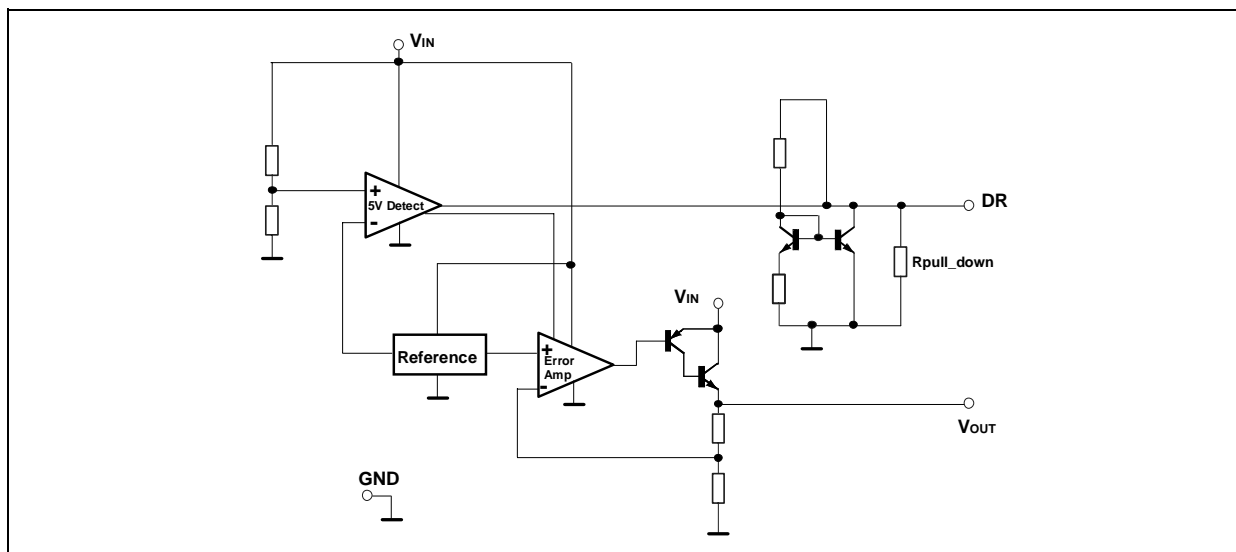 VIN
+
5V Detect
-
DR
Rpull_down
VIN
Reference
+
Error
Amp
-
VOUT
GND